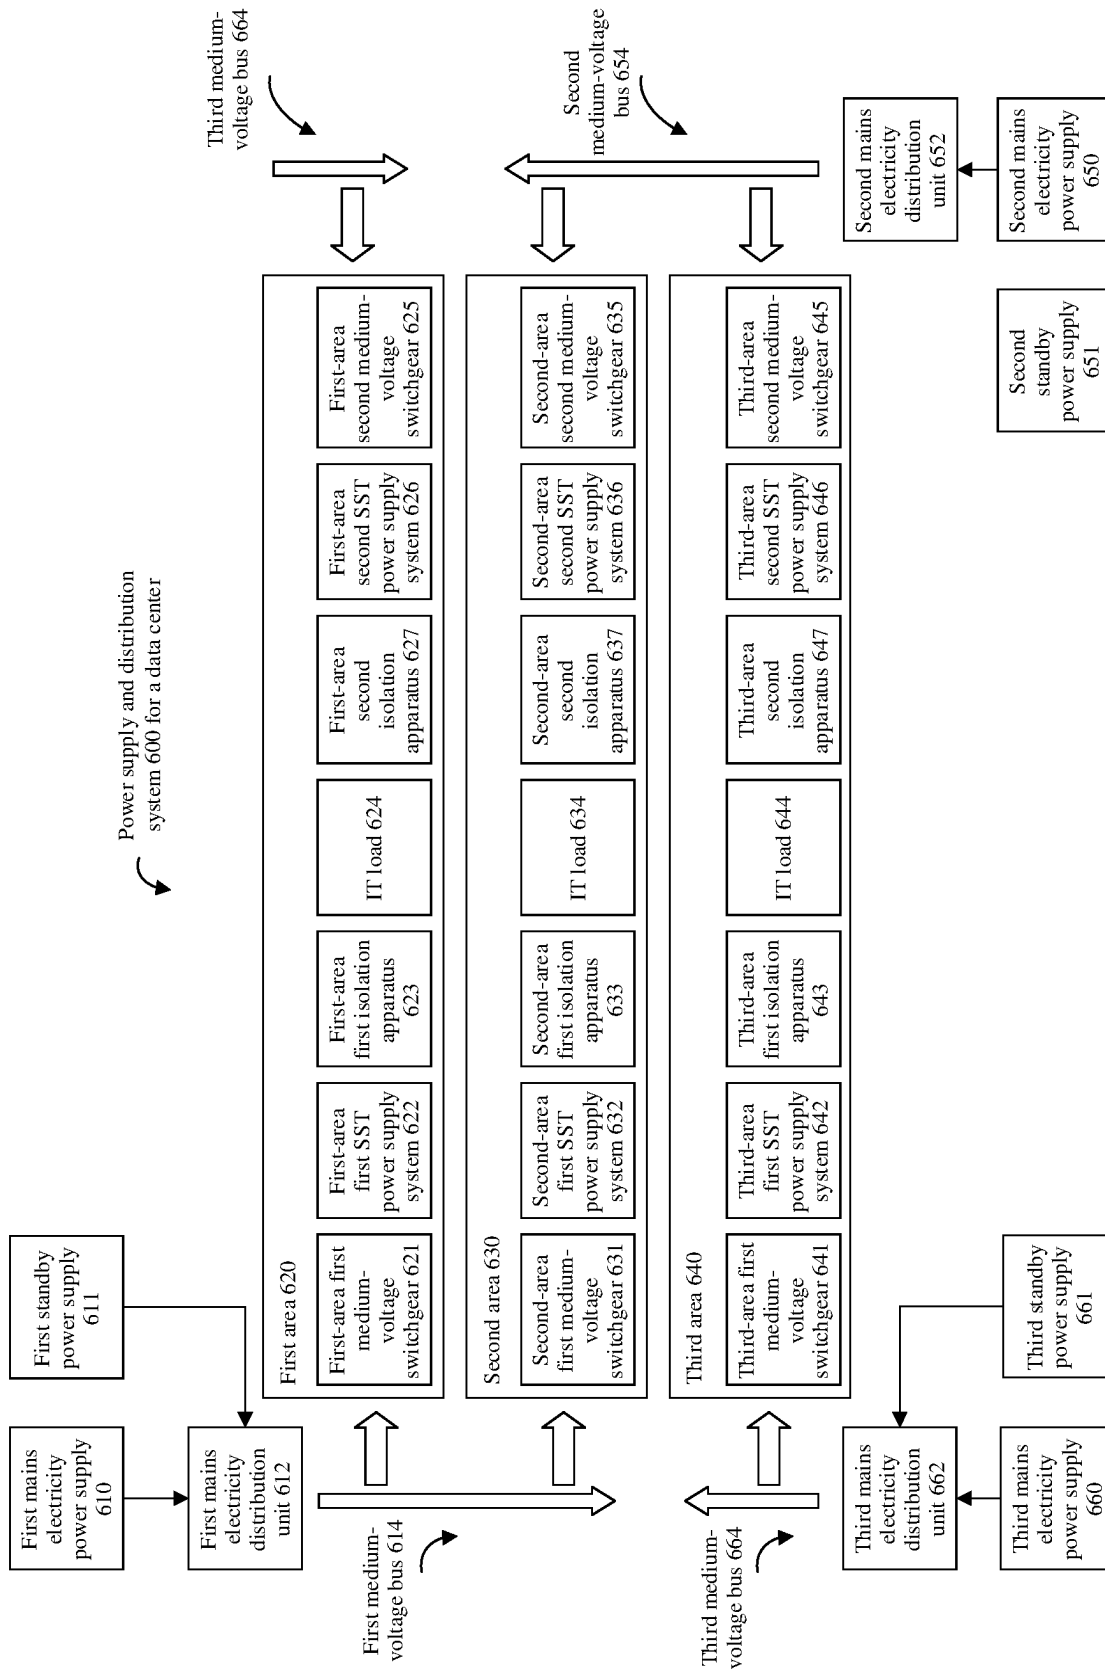 Power supply and distribution
system 600 for a data center
First mains
electricity
power supply
610
First standby
power supply
611
First mains
electricity
distribution
unit 612
First medium-
voltage bus 614
Third medium-
voltage bus 664
First area 620
First-area first
medium-
voltage
switchgear 621
First-area
first SST
power supply
system 622
First-area
first isolation
apparatus
623
IT load 624
First-area
second
isolation
apparatus 627
First-area
second SST
power supply
system 626
First-area
second medium-
voltage
switchgear 625
Second area 630
Second-area
first medium-
voltage
switchgear 631
Second-area
first SST
power supply
system 632
Second-area
first isolation
apparatus
633
IT load 634
Second-area
second
isolation
apparatus 637
Second-area
second SST
power supply
system 636
Second-area
second medium-
voltage
switchgear 635
Second
medium-voltage
bus 654
Third area 640
Third-area first
medium-
voltage
switchgear 641
Third-area
first SST
power supply
system 642
Third-area
first isolation
apparatus
643
IT load 644
Third-area
second
isolation
apparatus 647
Third-area
second SST
power supply
system 646
Third-area
second medium-
voltage
switchgear 645
Third medium-
voltage bus 664
Third mains
electricity
distribution
unit 662
Third mains
electricity
power supply
660
Third standby
power supply
661
Second
standby
power supply
651
Second mains
electricity
distribution
unit 652
Second mains
electricity
power supply
650